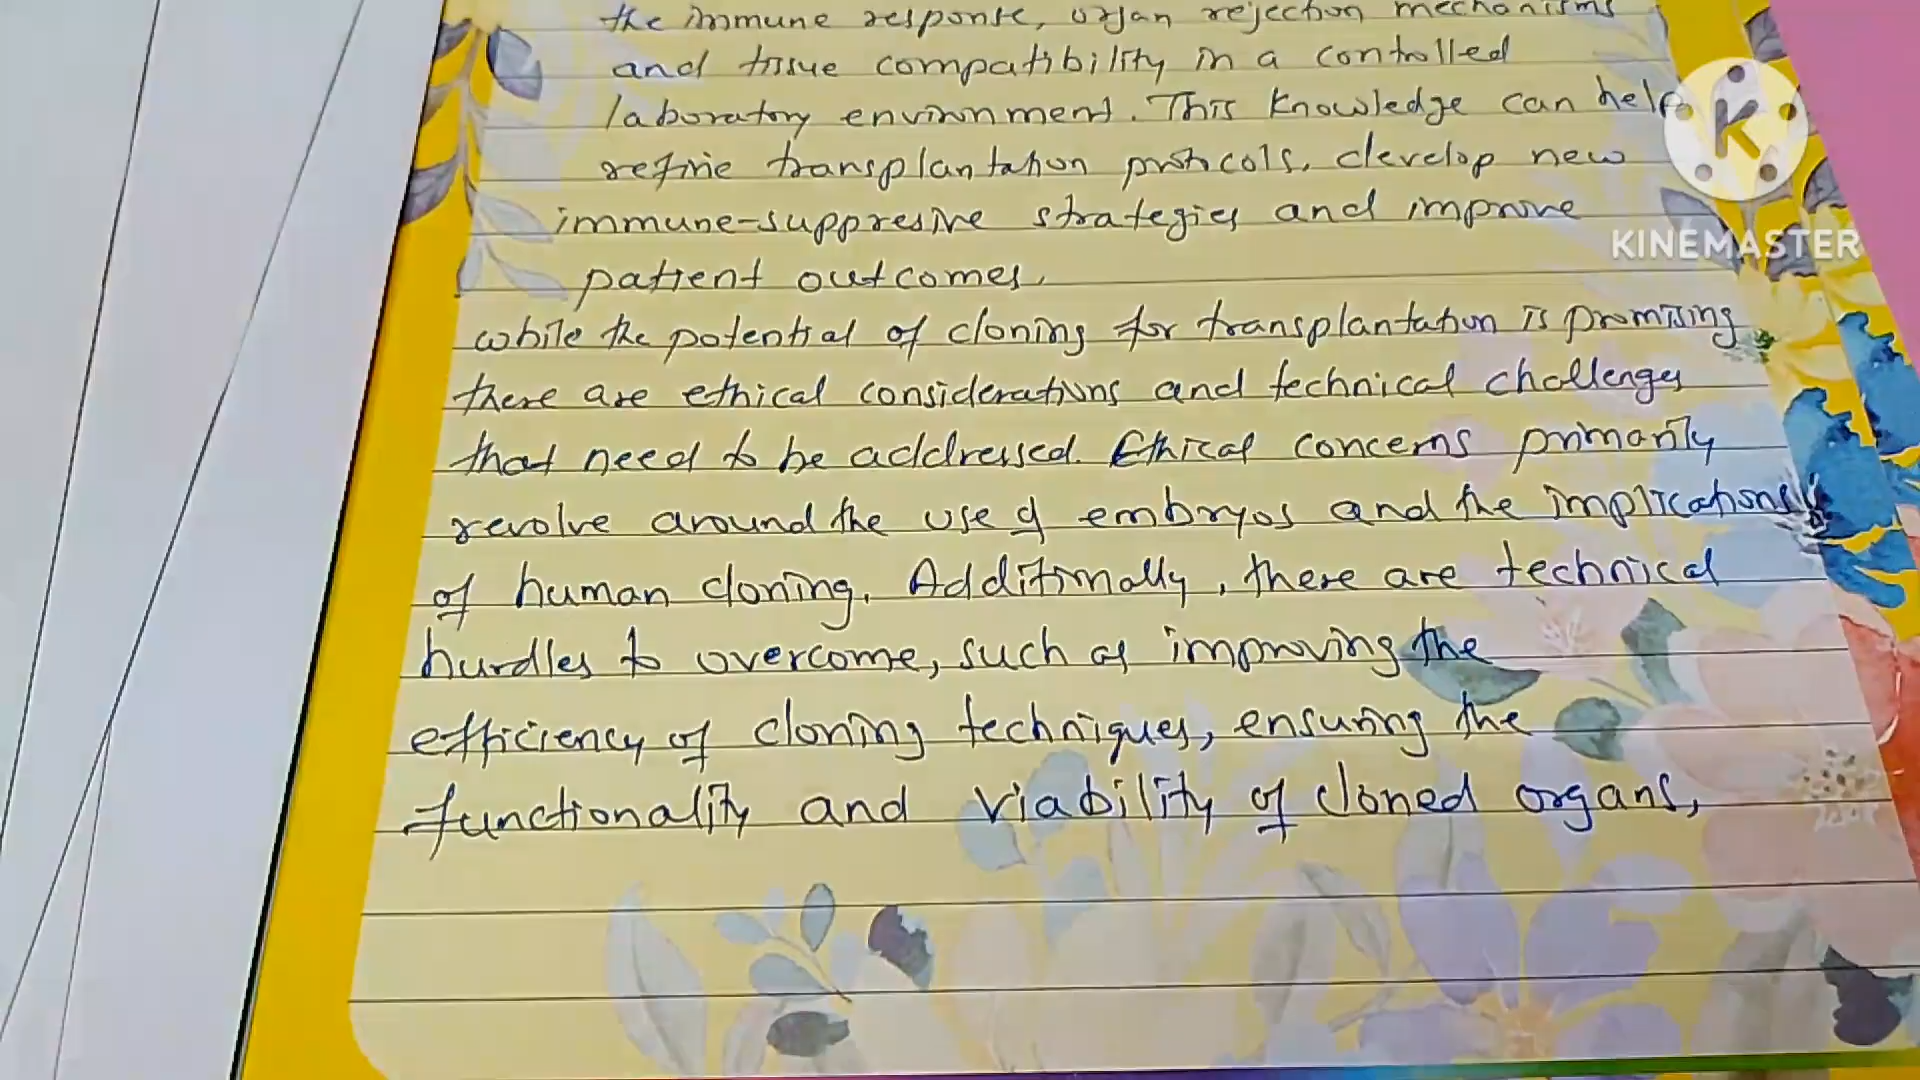 the immune response, organ rejection mechanisms
and tissue compatibility in a controlled
laboratory environment. This knowledge can help
refine transplantation protocols, develop new
immune-suppresive strategies and improve
patient outcomes.
while the potential of cloning for transplantation is promising
there are ethical considerations and technical challenges
that need to be addressed. Ethical concerns primarily
revolve around the use of embryos and the implications
of human cloning. Additionally, there are technical
hurdles to overcome, such as improving the
efficiency of cloning techniques, ensuring the
functionality and viability of cloned organs,
K
KINEMASTER